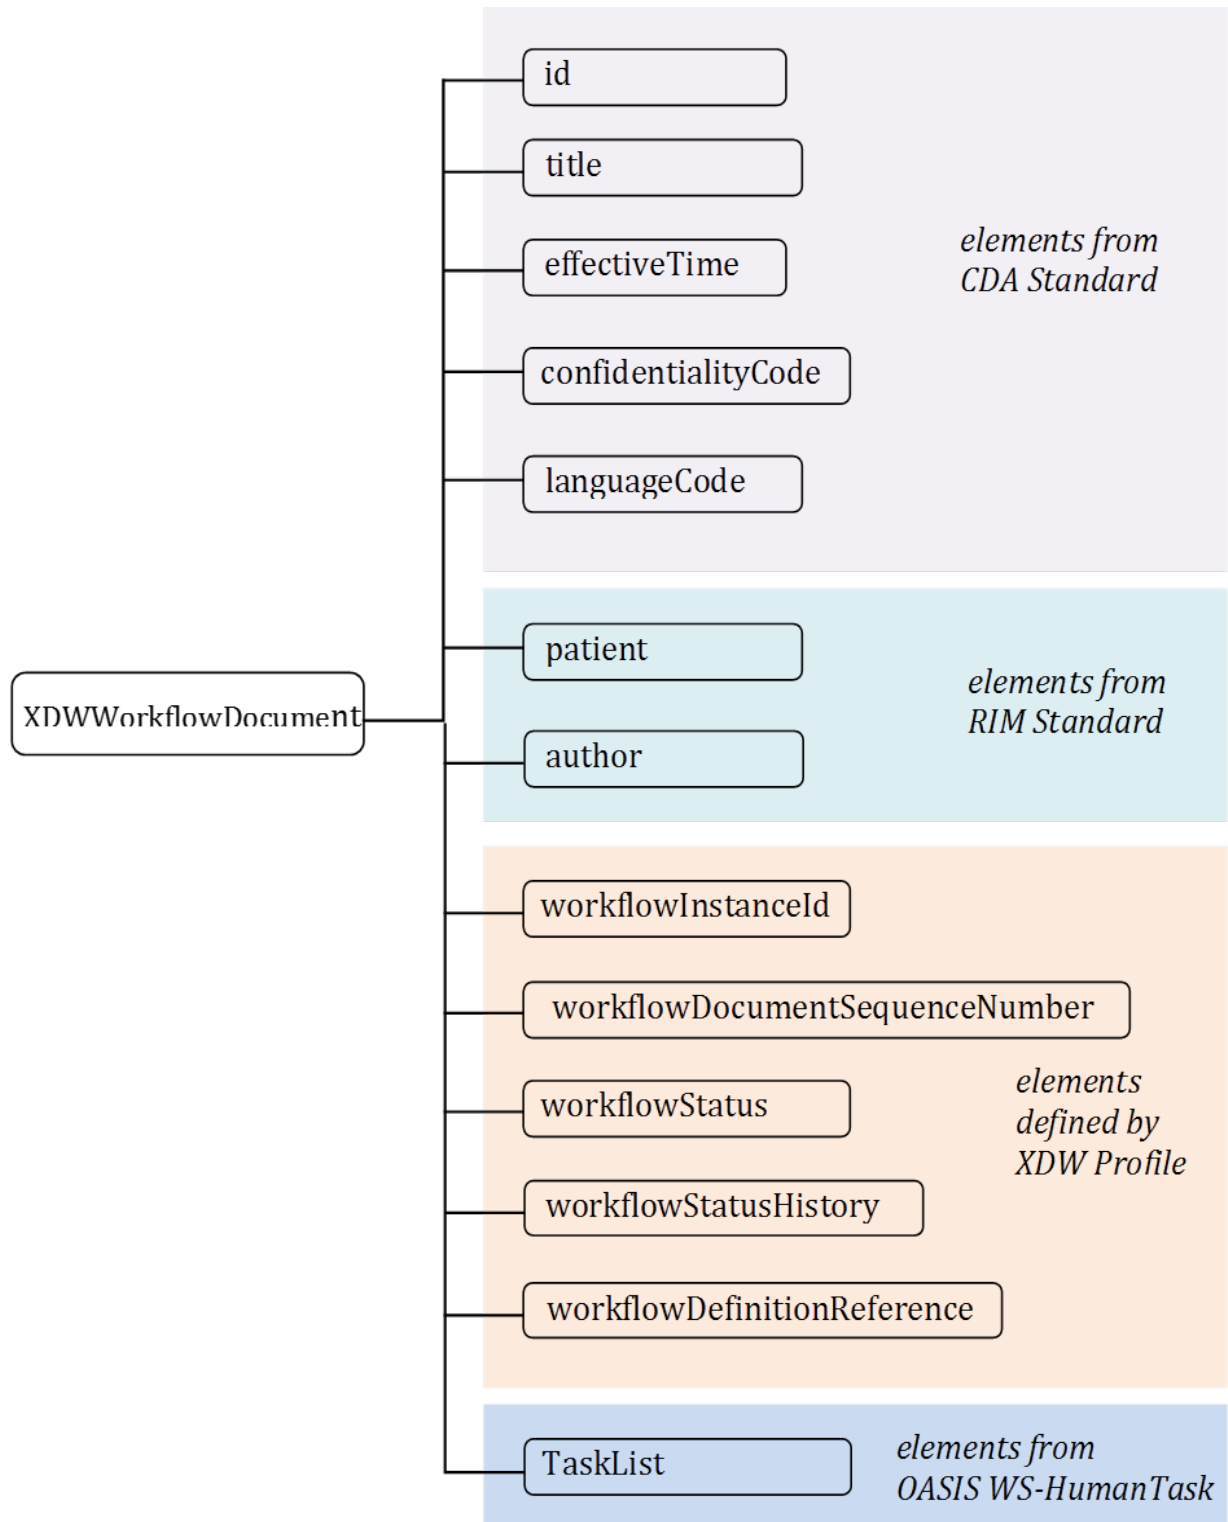 id
title
effectiveTime
elements from
CDA Standard
confidentialityCode
languageCode
patient
elements from
RIM Standard
XDWWorkflowDocument
author
workflowInstanceId
workflowDocumentSequenceNumber
workflowStatus
elements
defined by
XDW Profile
workflowStatusHistory
workflowDefinitionReference
TaskList
elements from
OASIS WS-HumanTask